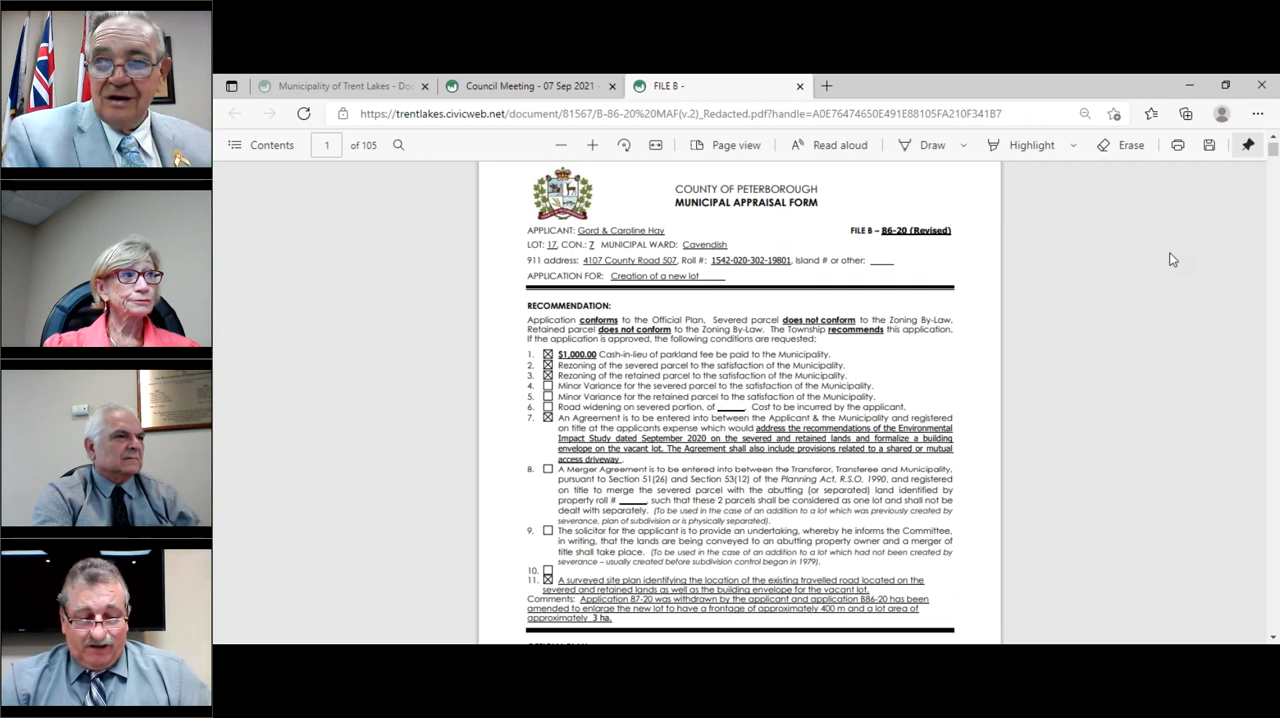 Municipality of Trent Lakes - Doc
Council Meeting - 07 Sep 2021 -
FILE B -
https://trentlakes.civicweb.net/document/81567/B-86-20%20MAF(v.2)_Redacted.pdf?handle=A0E76474650E491E88105FA210F341B7
Contents 1 of 105 Page view Read aloud Draw Highlight Erase
COUNTY OF PETERBOROUGH
MUNICIPAL APPRAISAL FORM
APPLICANT: Gord & Caroline Hay FILE B – 86-20 (Revised)
LOT: 17, CON.: 7 MUNICIPAL WARD: Cavendish
911 address: 4107 County Road 507, Roll #: 1542-020-302-19801, Island # or other: ____
APPLICATION FOR: Creation of a new lot
RECOMMENDATION:
Application conforms to the Official Plan. Severed parcel does not conform to the Zoning By-Law.
Retained parcel does not conform to the Zoning By-Law. The Township recommends this application.
If the application is approved, the following conditions are requested:
1. ☒ $1,000.00 Cash-in-lieu of parkland fee be paid to the Municipality.
2. ☒ Rezoning of the severed parcel to the satisfaction of the Municipality.
3. ☒ Rezoning of the retained parcel to the satisfaction of the Municipality.
4. ☐ Minor Variance for the severed parcel to the satisfaction of the Municipality.
5. ☐ Minor Variance for the retained parcel to the satisfaction of the Municipality.
6. ☐ Road widening on severed portion, of _____. Cost to be incurred by the applicant.
7. ☒ An Agreement is to be entered into between the Applicant & the Municipality and registered
on title at the applicants expense which would address the recommendations of the Environmental
Impact Study dated September 2020 on the severed and retained lands and formalize a building
envelope on the vacant lot. The Agreement shall also include provisions related to a shared or mutual
access driveway .
8. ☐ A Merger Agreement is to be entered into between the Transferor, Transferee and Municipality,
pursuant to Section 51(26) and Section 53(12) of the Planning Act, R.S.O, 1990, and registered
on title to merge the severed parcel with the abutting (or separated) land identified by
property roll # _____, such that these 2 parcels shall be considered as one lot and shall not be
dealt with separately. (To be used in the case of an addition to a lot which was previously created by
severance, plan of subdivision or is physically separated).
9. ☐ The solicitor for the applicant is to provide an undertaking, whereby he informs the Committee,
in writing, that the lands are being conveyed to an abutting property owner and a merger of
title shall take place. (To be used in the case of an addition to a lot which had not been created by
severance – usually created before subdivision control began in 1979).
10. ☐
11. ☒ A surveyed site plan identifying the location of the existing travelled road located on the
severed and retained lands as well as the building envelope for the vacant lot.
Comments: Application 87-20 was withdrawn by the applicant and application B86-20 has been
amended to enlarge the new lot to have a frontage of approximately 400 m and a lot area of
approximately 3 ha.